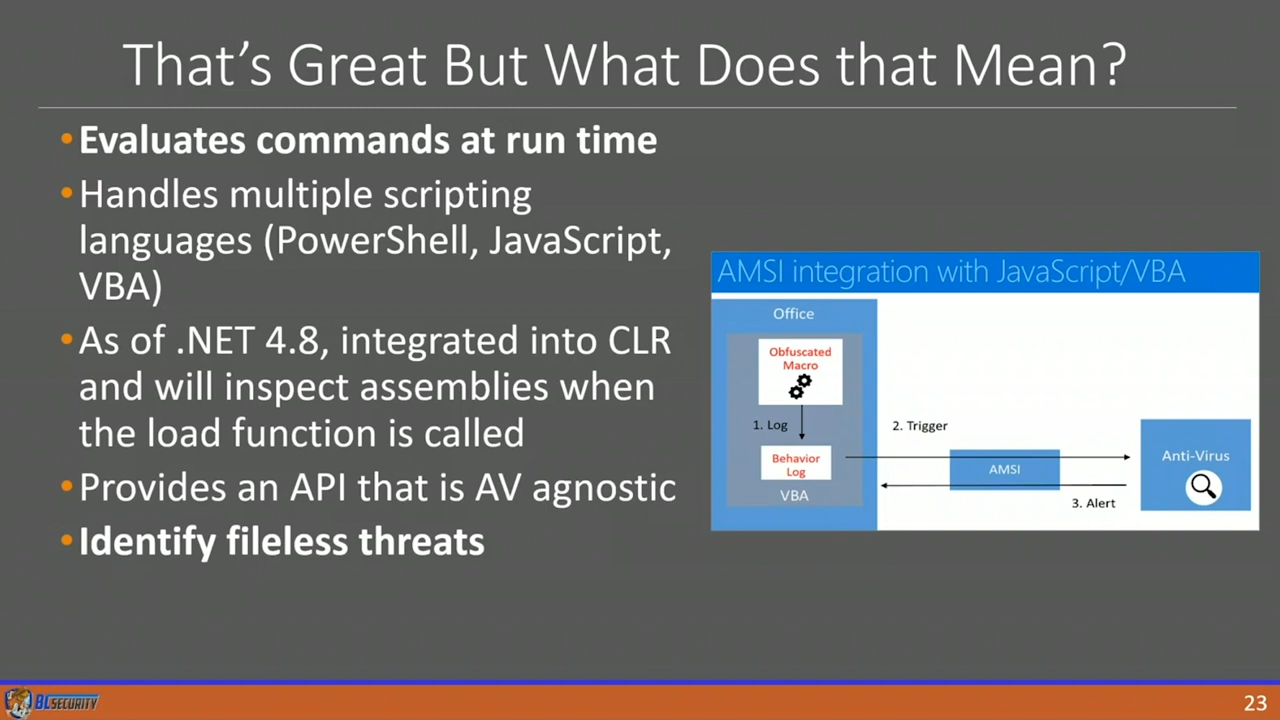 That's Great But What Does that Mean?
•Evaluates commands at run time
•Handles multiple scripting
languages (PowerShell, JavaScript,
VBA)
•As of .NET 4.8, integrated into CLR
and will inspect assemblies when
the load function is called
•Provides an API that is AV agnostic
•Identify fileless threats
AMSI integration with JavaScript/VBA
Office
Obfuscated
Macro
1. Log
Behavior
Log
VBA
2. Trigger
AMSI
3. Alert
Anti-Virus
BLSECURITY
23